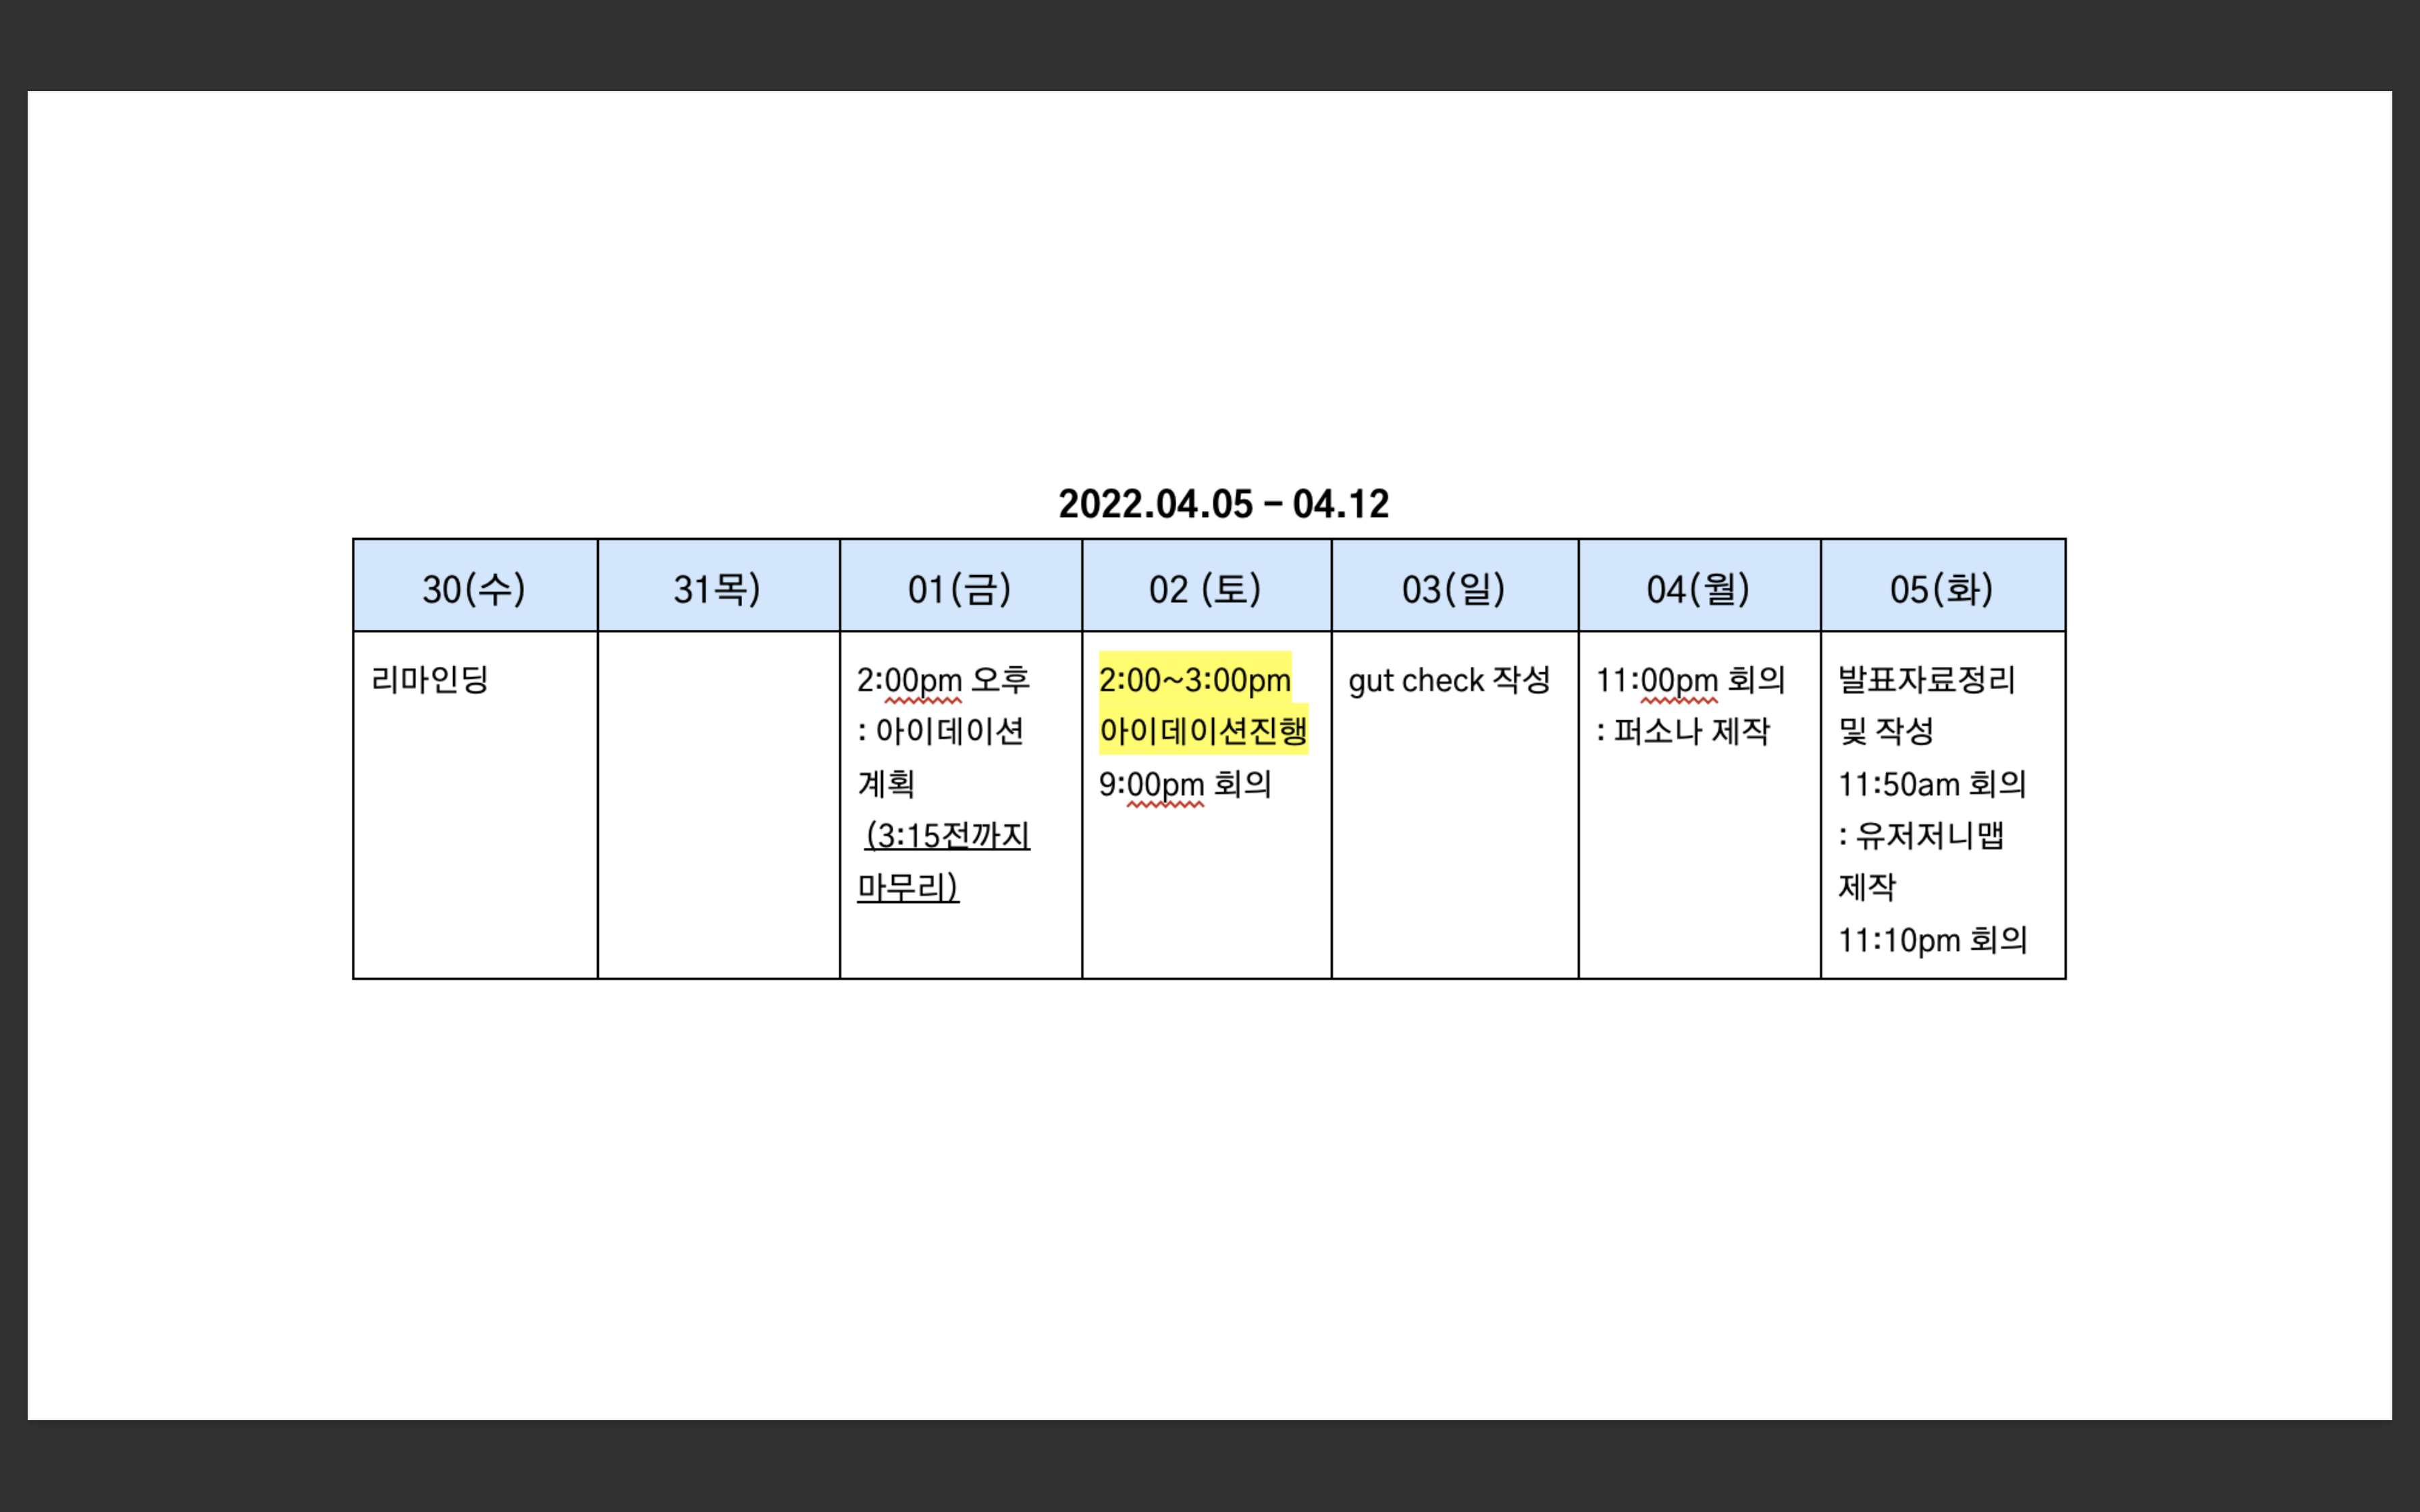 2022.04.05 – 04.12
30(수)
31목)
01(금)
02 (토)
03(일)
04(월)
05(화)
리마인딩
2:00pm 오후
: 아이데이션
계획
(3:15전까지
마무리)
2:00~3:00pm
아이데이션진행
9:00pm 회의
gut check 작성
11:00pm 회의
: 퍼소나 제작
발표자료정리
및 작성
11:50am 회의
: 유저저니맵
제작
11:10pm 회의